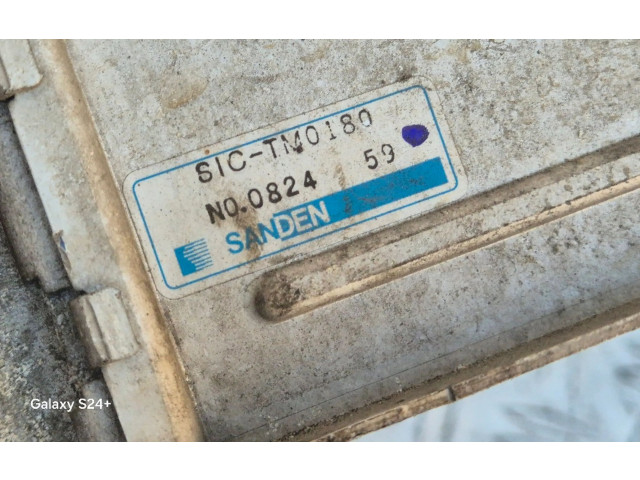 SIC-TM0180
NO.0824 59
SANDEN
Galaxy S24+